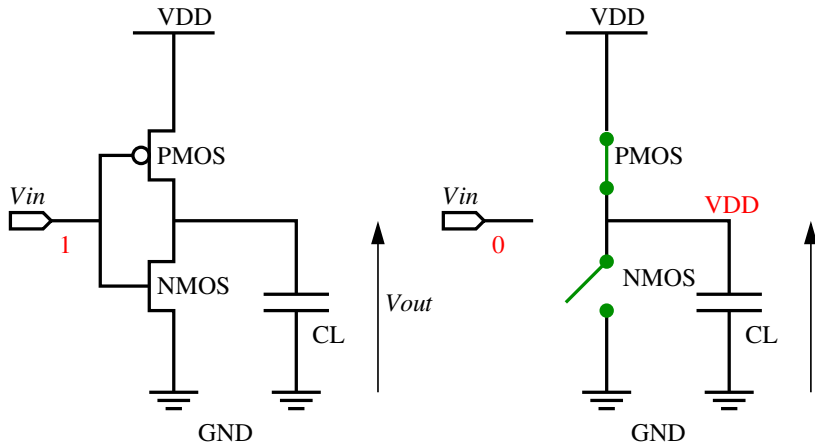 VDD
PMOS
Vin
1
NMOS
Vout
CL
GND
VDD
PMOS
Vin
VDD
0
NMOS
CL
GND